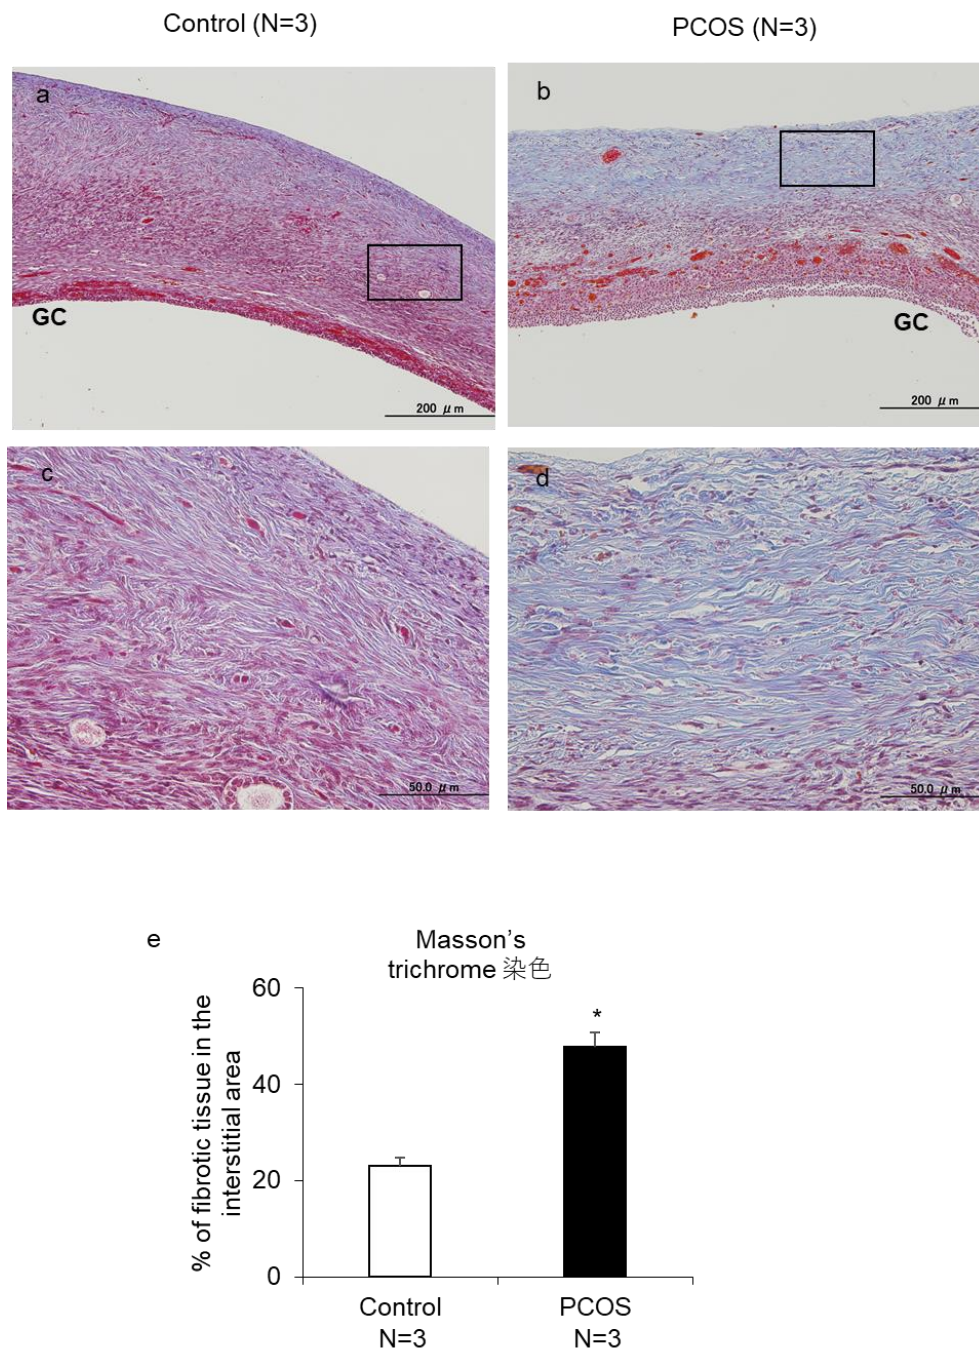 Control (N=3)
PCOS (N=3)
a
GC
200 μm
b
GC
200 μm
c
50.0 μm
d
50.0 μm
e
Masson's
trichrome 染色
% of fibrotic tissue in the
interstitial area
60
40
20
0
*
Control
N=3
PCOS
N=3